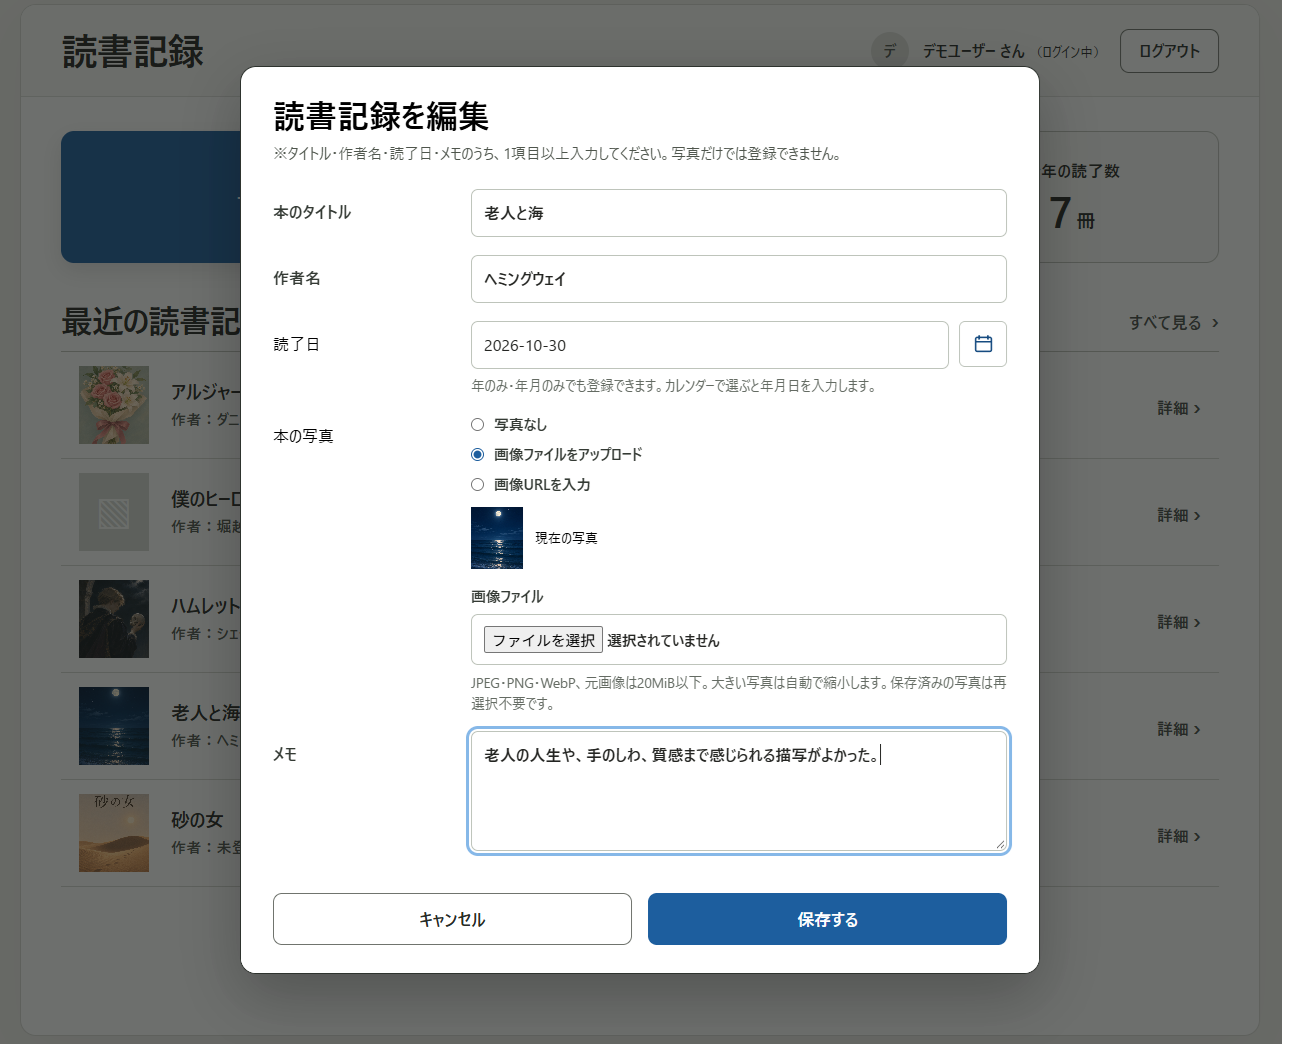 読書記録
デ デモユーザー さん （ログイン中） ログアウト
読書記録を編集
※タイトル・作者名・読了日・メモのうち、1項目以上入力してください。写真だけでは登録できません。
年の読了数
7 冊
本のタイトル 老人と海
作者名 ヘミングウェイ
最近の読書記
すべて見る ›
読了日 2026-10-30
年のみ・年月のみでも登録できます。カレンダーで選ぶと年月日を入力します。
アルジャー
作者：ダニ
詳細 ›
本の写真
写真なし
画像ファイルをアップロード
画像URLを入力
現在の写真
僕のヒーロ
作者：堀越
詳細 ›
画像ファイル
ファイルを選択 選択されていません
JPEG・PNG・WebP、元画像は20MiB以下。大きい写真は自動で縮小します。保存済みの写真は再
選択不要です。
ハムレット
作者：シェ
詳細 ›
メモ
老人の人生や、手のしわ、質感まで感じられる描写がよかった。
老人と海
作者：ヘミ
詳細 ›
砂の女
砂の女
作者：未登
詳細 ›
キャンセル 保存する